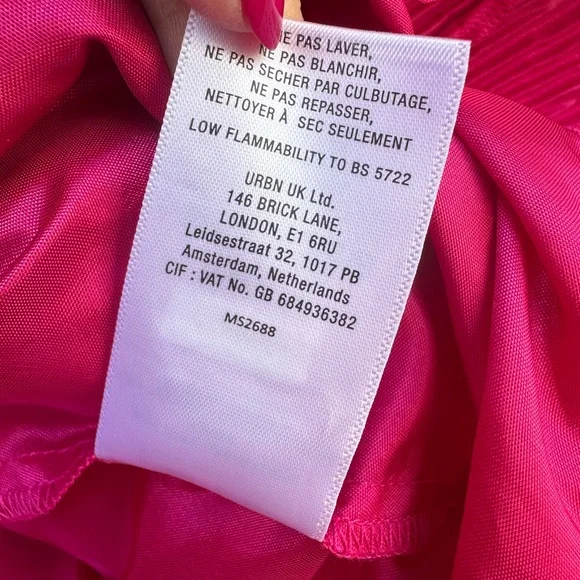 NE PAS LAVER,
NE PAS BLANCHIR,
NE PAS SECHER PAR CULBUTAGE,
NE PAS REPASSER,
NETTOYER À SEC SEULEMENT
LOW FLAMMABILITY TO BS 5722
URBN UK Ltd.
146 BRICK LANE,
LONDON, E1 6RU
Leidsestraat 32, 1017 PB
Amsterdam, Netherlands
CIF : VAT No. GB 684936382
MS2688